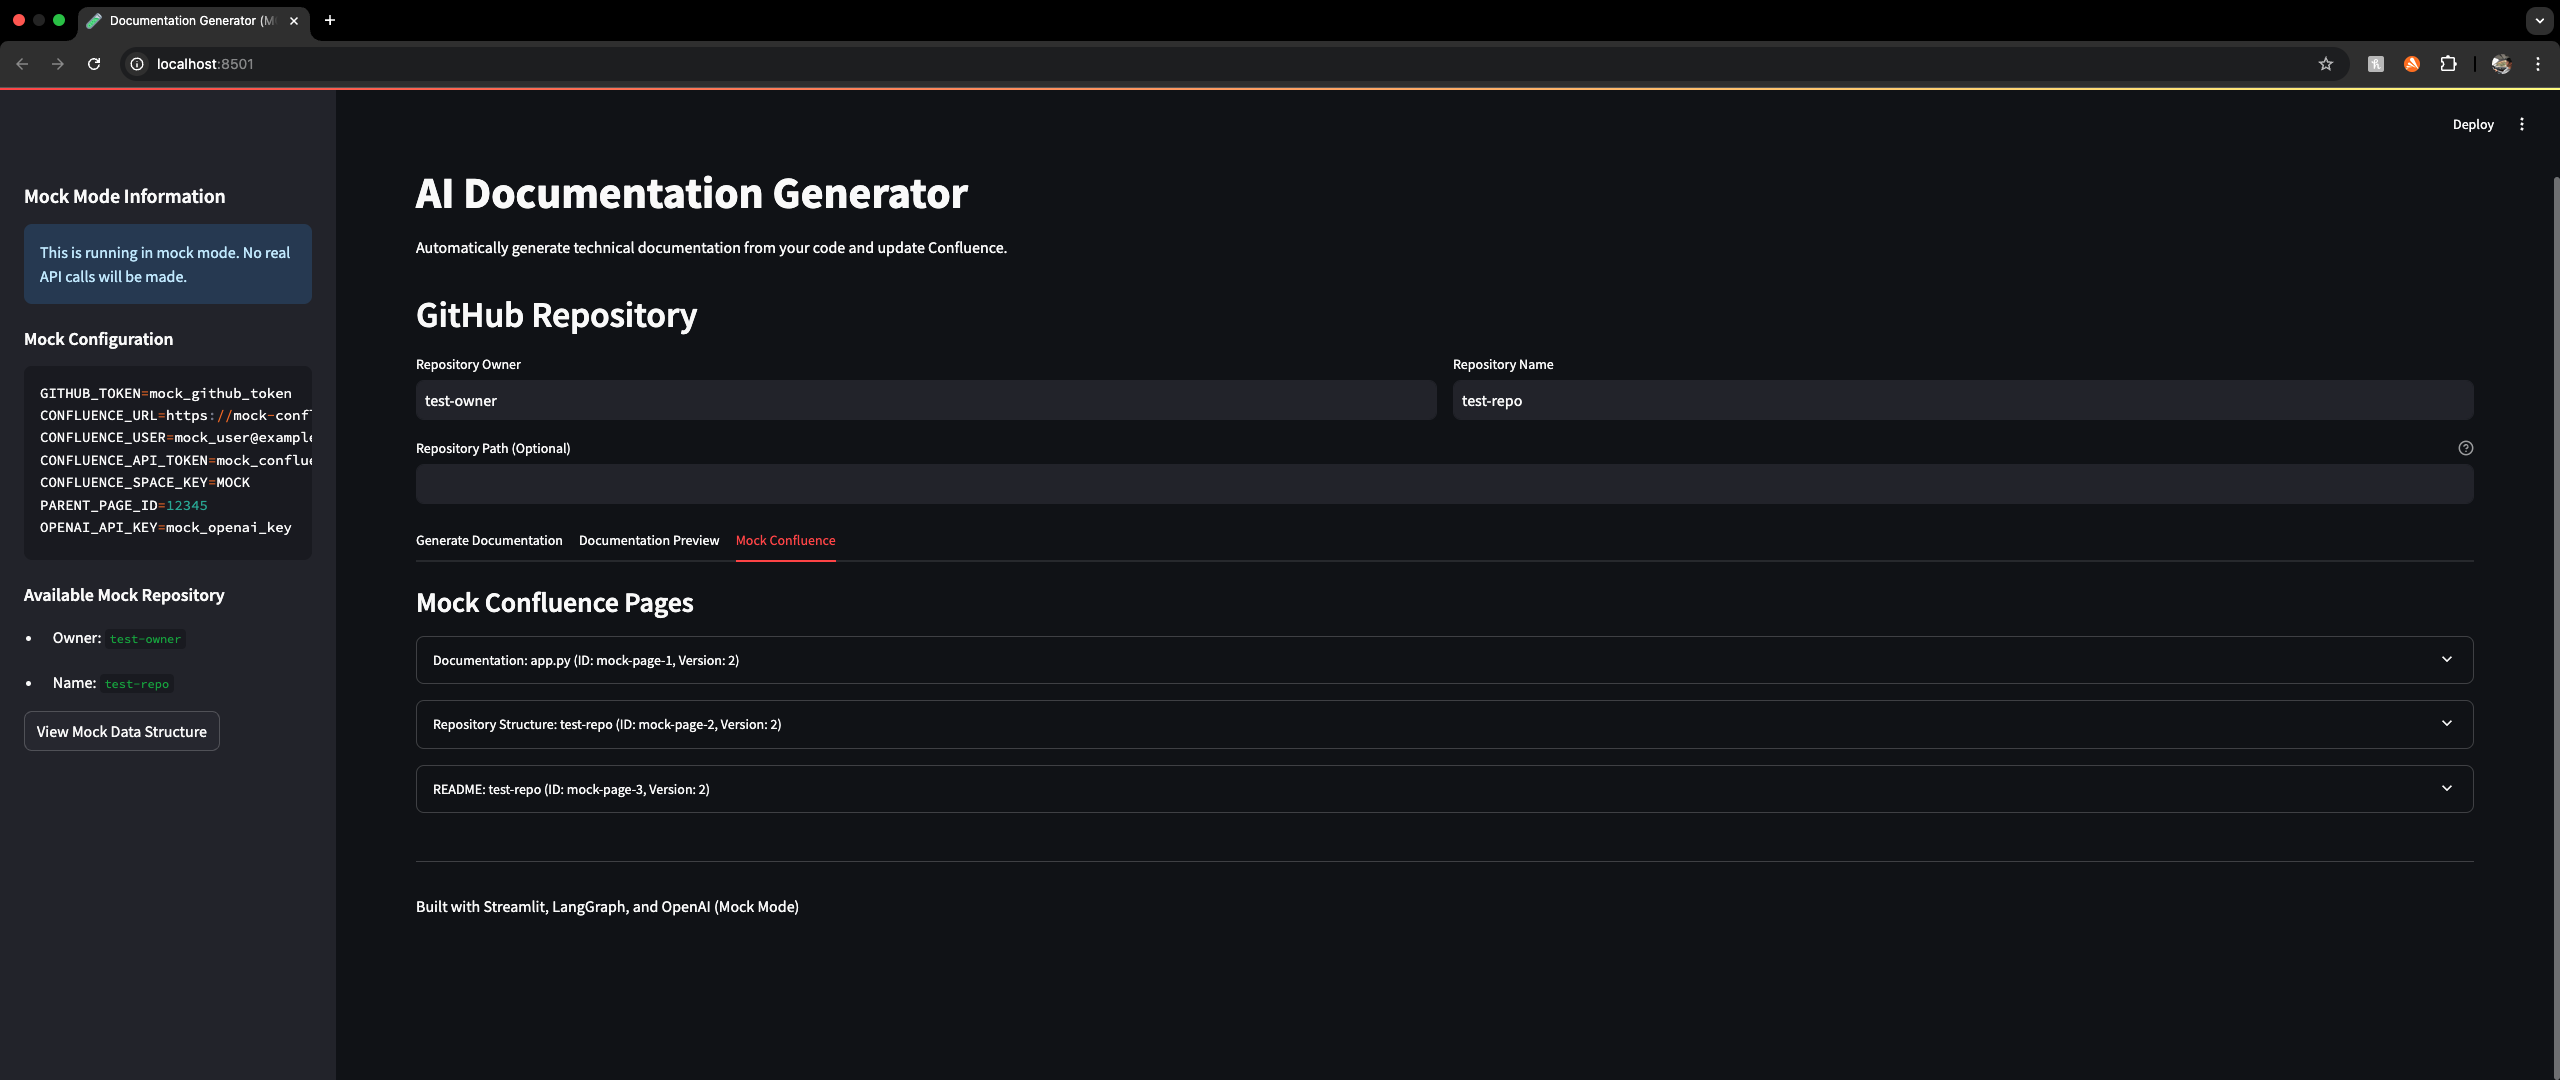 Documentation Generator (M
localhost:8501
Deploy
Mock Mode Information
This is running in mock mode. No real
API calls will be made.
Mock Configuration
GITHUB_TOKEN=mock_github_token
CONFLUENCE_URL=https://mock-conf
CONFLUENCE_USER=mock_user@example
CONFLUENCE_API_TOKEN=mock_conflue
CONFLUENCE_SPACE_KEY=MOCK
PARENT_PAGE_ID=12345
OPENAI_API_KEY=mock_openai_key
Available Mock Repository
• Owner: test-owner
• Name: test-repo
View Mock Data Structure
AI Documentation Generator
Automatically generate technical documentation from your code and update Confluence.
GitHub Repository
Repository Owner
test-owner
Repository Name
test-repo
Repository Path (Optional)
Generate Documentation Documentation Preview Mock Confluence
Mock Confluence Pages
Documentation: app.py (ID: mock-page-1, Version: 2)
Repository Structure: test-repo (ID: mock-page-2, Version: 2)
README: test-repo (ID: mock-page-3, Version: 2)
Built with Streamlit, LangGraph, and OpenAI (Mock Mode)